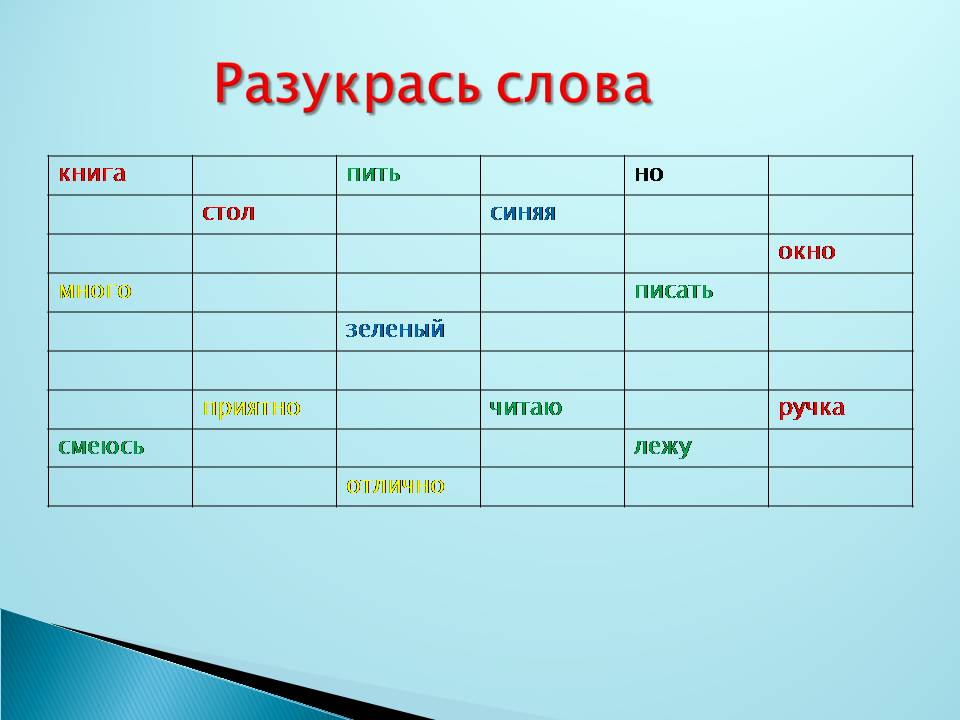 Разукрась слова
книга пить но
стол синяя
окно
много писать
зеленый
приятно читаю ручка
смеюсь лежу
отлично